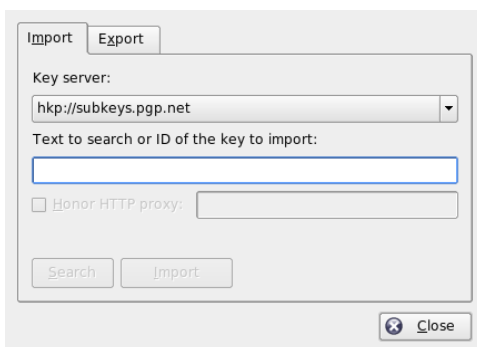 Import Export
Key server:
hkp://subkeys.pgp.net
Text to search or ID of the key to import:
Honor HTTP proxy:
Search Import
Close